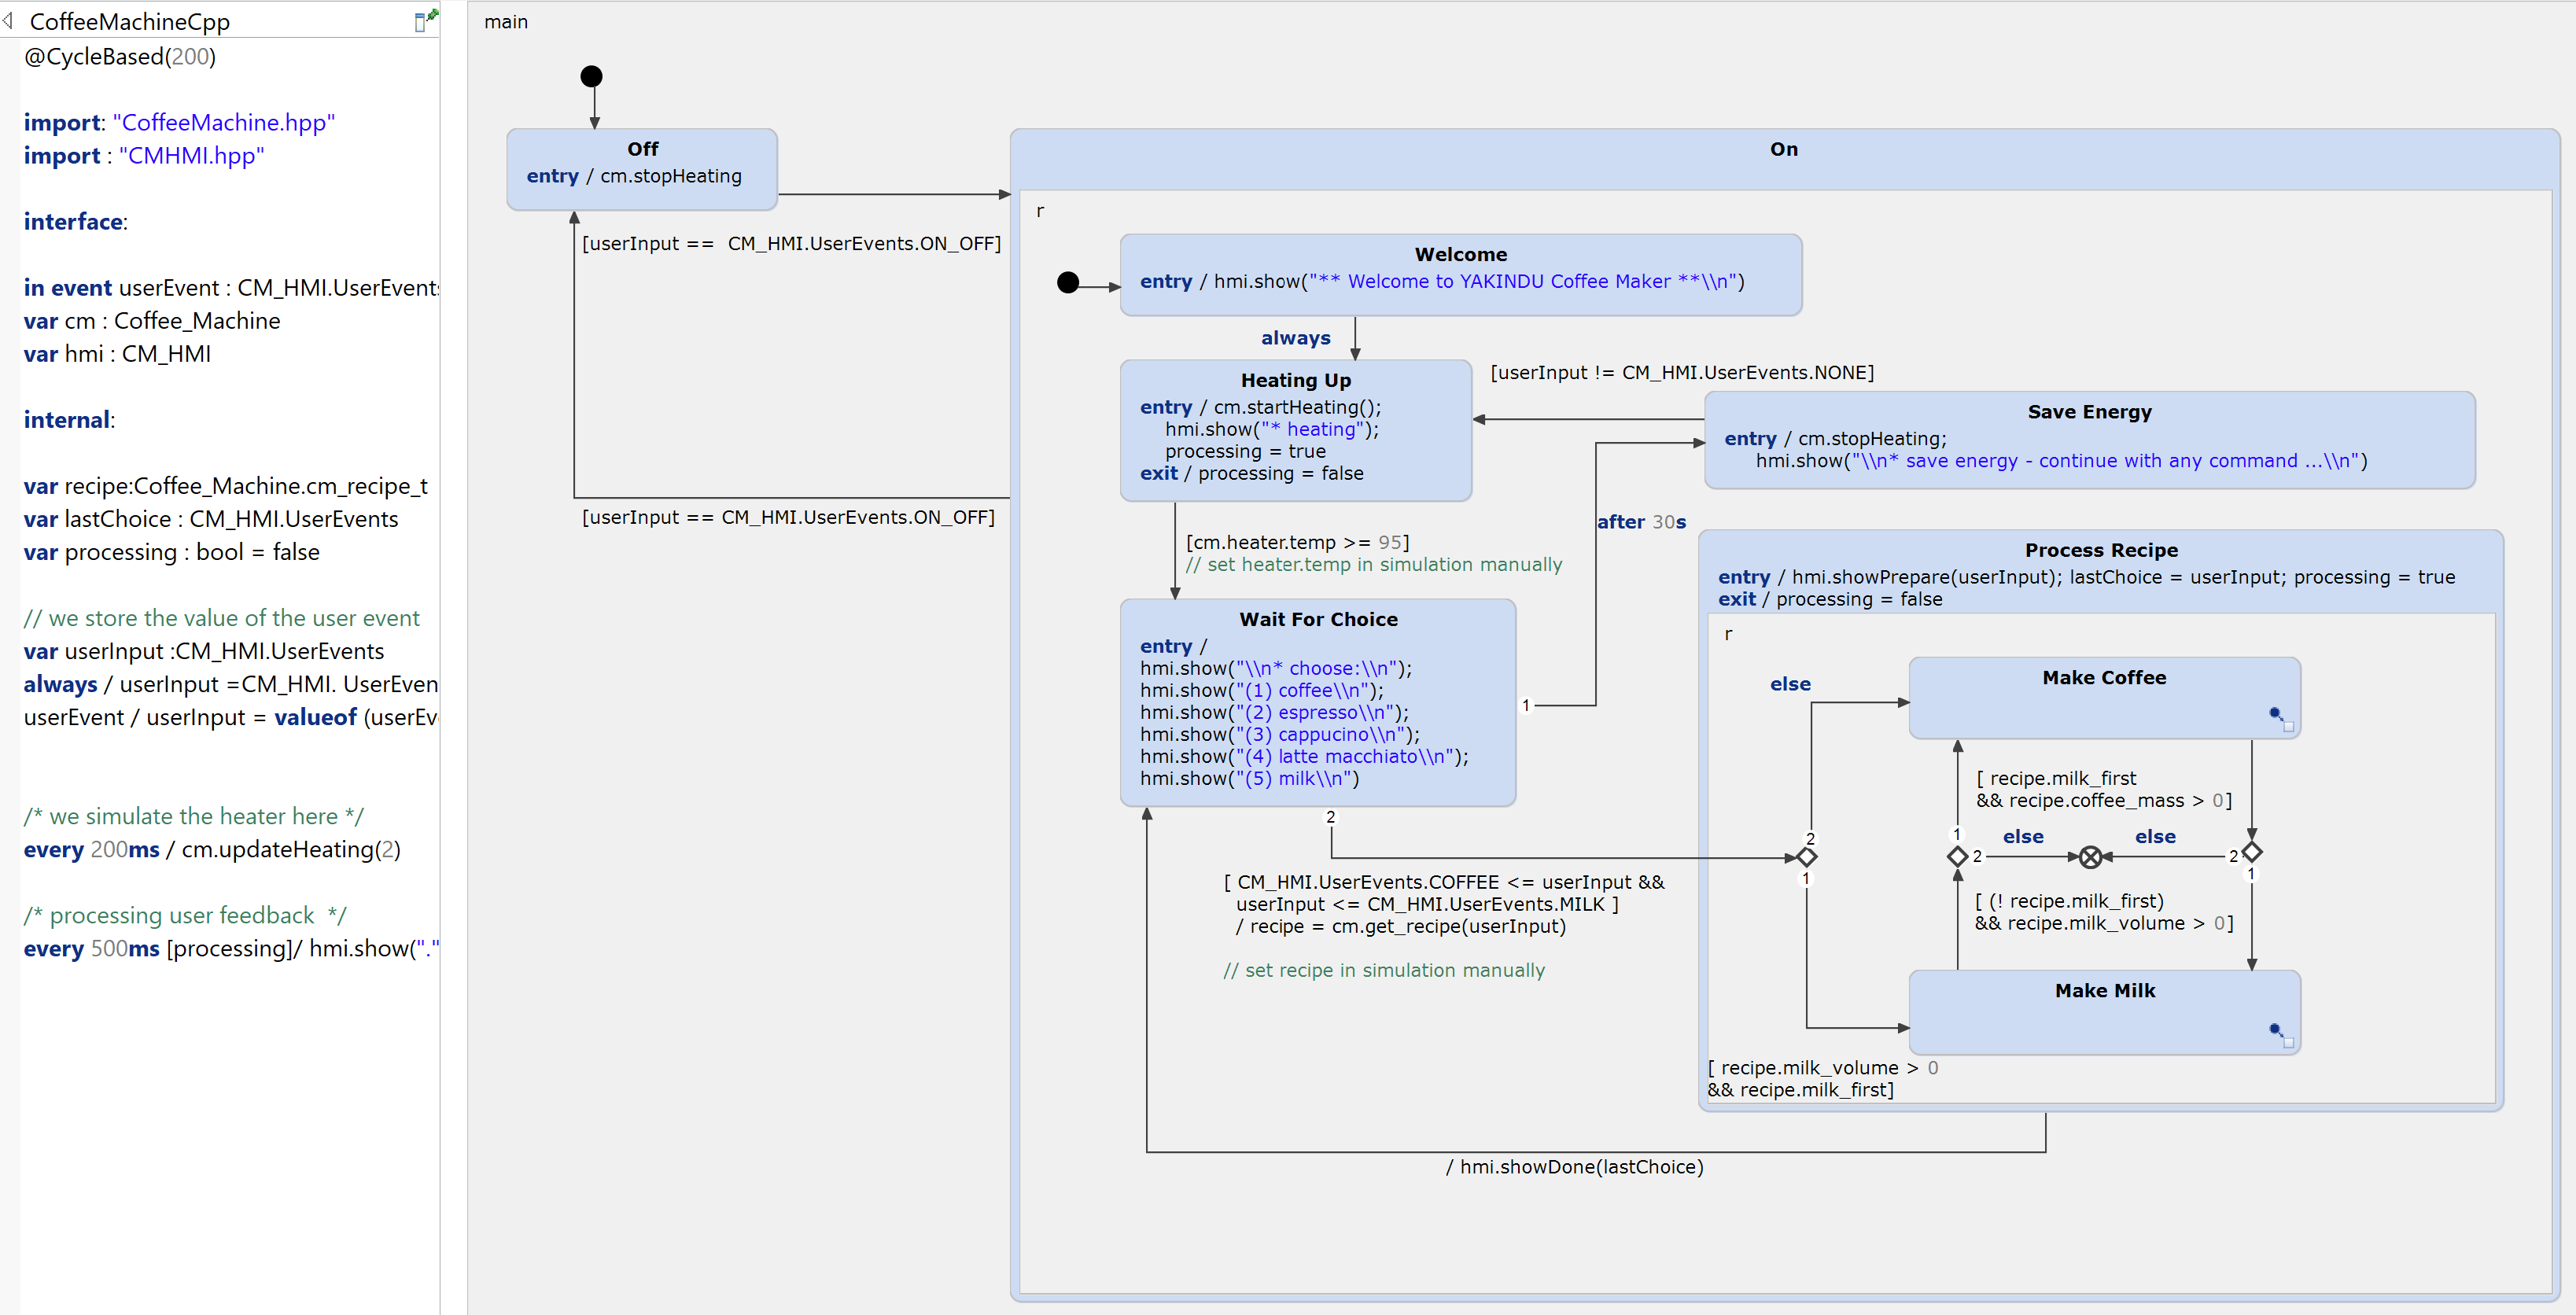 CoffeeMachineCpp
@CycleBased(200)
import: "CoffeeMachine.hpp"
import : "CMHMI.hpp"
interface:
in event userEvent : CM_HMI.UserEvents
var cm : Coffee_Machine
var hmi : CM_HMI
internal:
var recipe:Coffee_Machine.cm_recipe_t
var lastChoice : CM_HMI.UserEvents
var processing : bool = false
// we store the value of the user event
var userInput :CM_HMI.UserEvents
always / userInput =CM_HMI. UserEven
userEvent / userInput = valueof (userEv
/* we simulate the heater here */
every 200ms / cm.updateHeating(2)
/* processing user feedback  */
every 500ms [processing]/ hmi.show("."
main
Off
entry / cm.stopHeating
[userInput ==  CM_HMI.UserEvents.ON_OFF]
[userInput == CM_HMI.UserEvents.ON_OFF]
On
r
Welcome
entry / hmi.show("** Welcome to YAKINDU Coffee Maker **\\n")
always
Heating Up
entry / cm.startHeating();
hmi.show("* heating");
processing = true
exit / processing = false
[userInput != CM_HMI.UserEvents.NONE]
Save Energy
entry / cm.stopHeating;
hmi.show("\\n* save energy - continue with any command ...\\n")
after 30s
[cm.heater.temp >= 95]
// set heater.temp in simulation manually
Wait For Choice
entry /
hmi.show("\\n* choose:\\n");
hmi.show("(1) coffee\\n");
hmi.show("(2) espresso\\n");
hmi.show("(3) cappucino\\n");
hmi.show("(4) latte macchiato\\n");
hmi.show("(5) milk\\n")
1
2
[ CM_HMI.UserEvents.COFFEE <= userInput &&
userInput <= CM_HMI.UserEvents.MILK ]
/ recipe = cm.get_recipe(userInput)
// set recipe in simulation manually
Process Recipe
entry / hmi.showPrepare(userInput); lastChoice = userInput; processing = true
exit / processing = false
r
else
Make Coffee
[ recipe.milk_first
&& recipe.coffee_mass > 0]
2
1
1
else
2
else
2
1
[ (! recipe.milk_first)
&& recipe.milk_volume > 0]
Make Milk
[ recipe.milk_volume > 0
&& recipe.milk_first]
/ hmi.showDone(lastChoice)